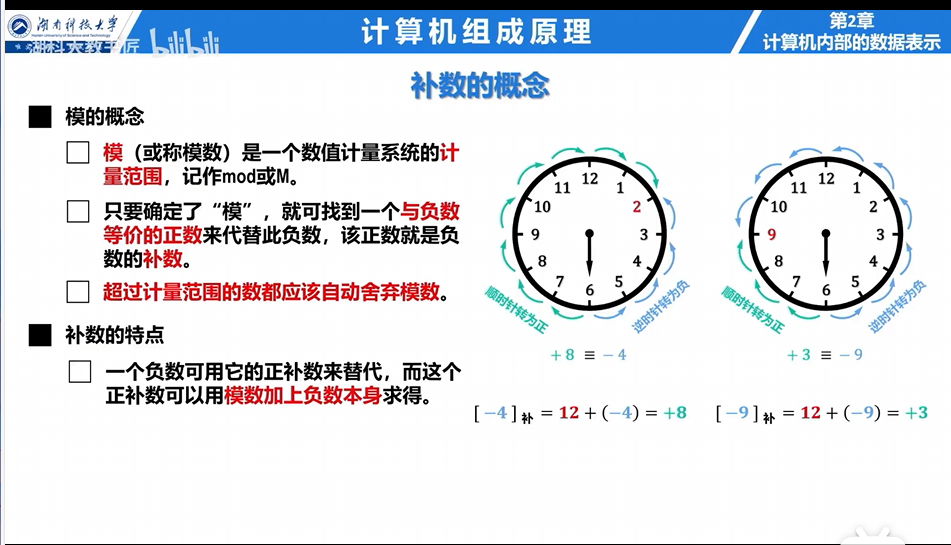 湖南科技大学
Hunan University of Science and Technology
bilibili
计算机组成原理
第2章
计算机内部的数据表示
补数的概念
模的概念
模（或称模数）是一个数值计量系统的计
量范围，记作mod或M。
只要确定了“模”，就可找到一个与负数
等价的正数来代替此负数，该正数就是负
数的补数。
超过计量范围的数都应该自动舍弃模数。
补数的特点
一个负数可用它的正补数来替代，而这个
正补数可以用模数加上负数本身求得。
12
1
2
3
4
5
6
7
8
9
10
11
顺时针转为正
逆时针转为负
+8 ≡ −4
[−4]补 = 12 + (−4) = +8
12
1
2
3
4
5
6
7
8
9
10
11
顺时针转为正
逆时针转为负
+3 ≡ −9
[−9]补 = 12 + (−9) = +3